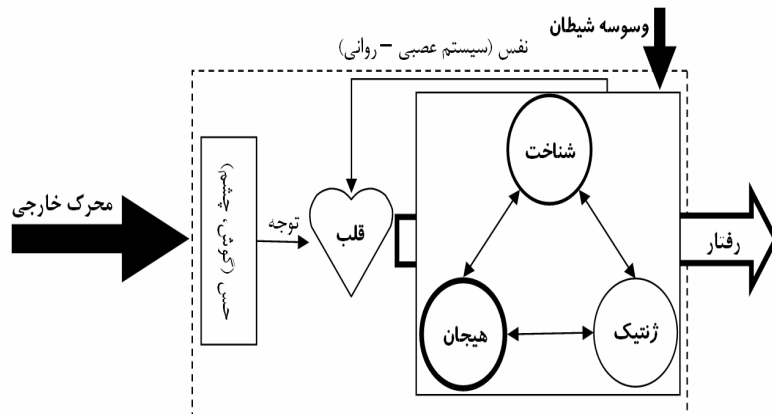 وسوسه شیطان
نفس (سیستم عصبی – روانی)
شناخت
محرک خارجی
حس (گوش، چشم)
توجه
قلب
رفتار
هیجان
ژنتیک